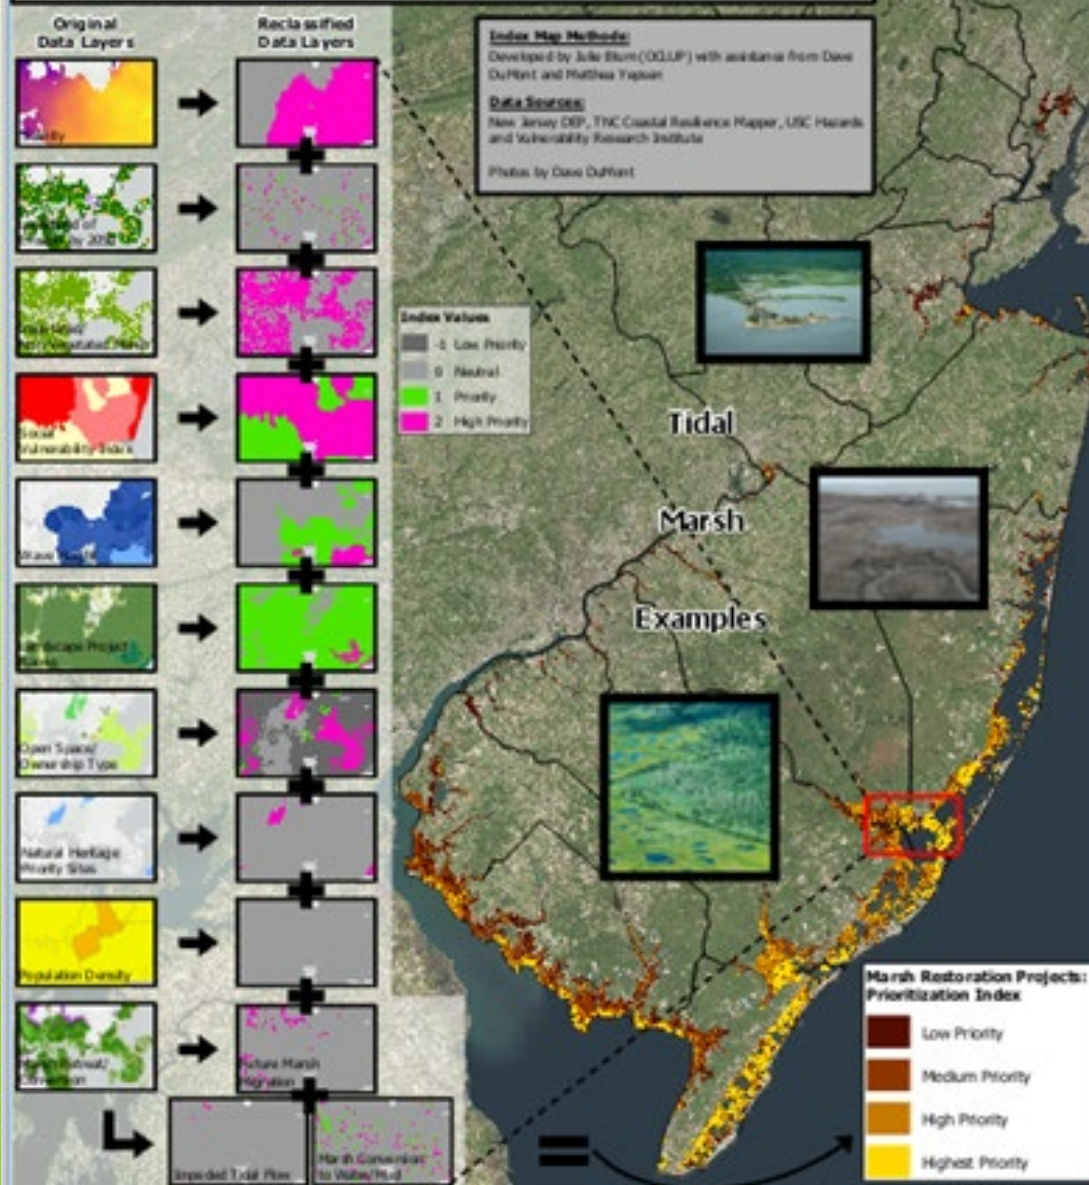 Original
Data Layers
Reclassified
Data Layers
Index Map Methods:
Developed by Julie Blum (OCLUP) with assistance from Dave
DuMont and Matthea Yepsen
Data Sources:
New Jersey DEP, TNC Coastal Resilience Mapper, USC Hazards
and Vulnerability Research Institute
Photos by Dave DuMont
Social
Vulnerability Index
Landscape Project
Open Space/
Ownership Type
Natural Heritage
Priority Sites
Population Density
Conversion
Future Marsh
Migration
Impeded Tidal Flow
Marsh Conversion
to Water/Mud
Index Values
-1 Low Priority
0 Neutral
1 Priority
2 High Priority
Tidal
Marsh
Examples
Marsh Restoration Projects:
Prioritization Index
Low Priority
Medium Priority
High Priority
Highest Priority